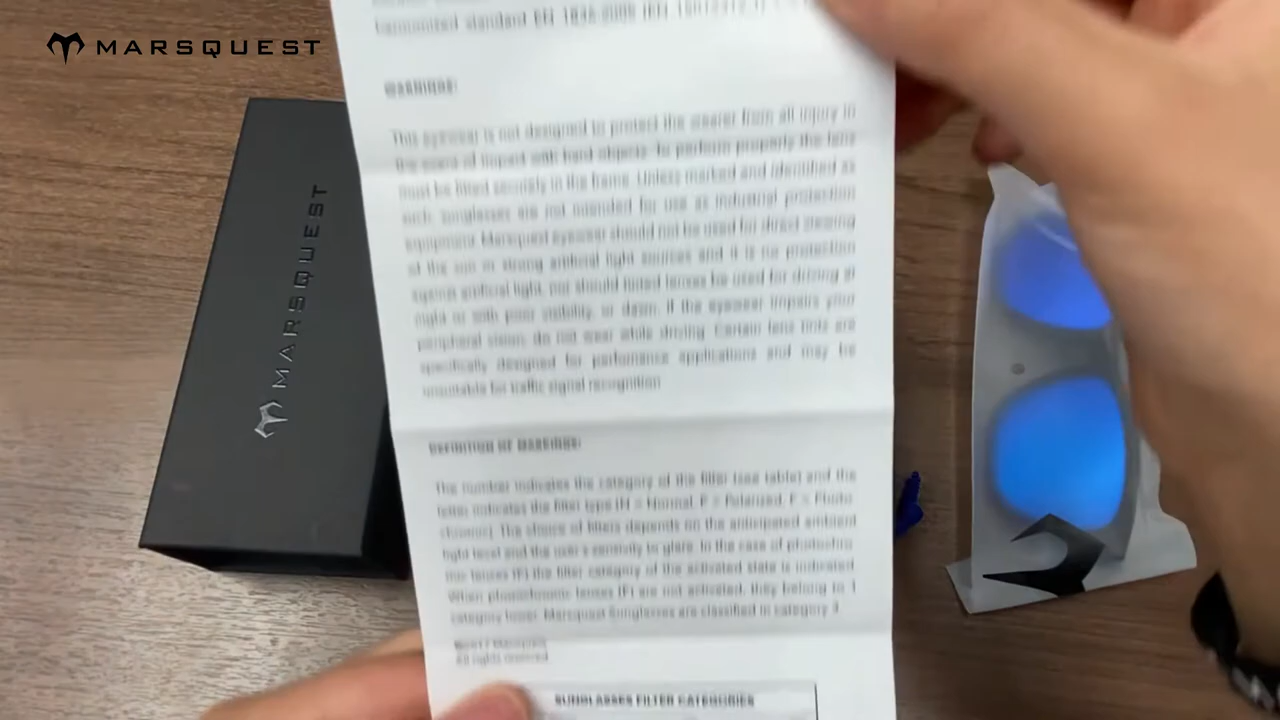 MARSQUEST
MARSQUEST
harmonized standard EN 1836:2005 (EN
WARNINGS:
This eyewear is not designed to protect the wearer from all injury in
the event of impact with hard objects. To perform properly the lens
must be fitted securely in the frame. Unless marked and identified as
such, sunglasses are not intended for use as industrial protection
equipment. Marsquest eyewear should not be used for direct staring
of the sun or strong artificial light sources and it is no protection
against artificial light, nor should tinted lenses be used for driving at
night or with poor visibility, or dawn. If the eyewear impairs your
peripheral vision, do not wear while driving. Certain lens tints are
specifically designed for performance applications and may be
unsuitable for traffic signal recognition
DEFINITION OF MARKINGS:
The number indicates the category of the filter (see table) and the
letter indicates the filter type (N = Normal, P = Polarized, F = Photo-
chromic). The choice of filters depends on the anticipated ambient
light level and the user's sensitivity to glare. In the case of photochro-
mic lenses (F) the filter category of the activated state is indicated
When photochromic lenses (F) are not activated, they belong to 1
category lower. Marsquest Sunglasses are classified in category 3
Marsquest
All rights reserved
SUNGLASSES FILTER CATEGORIES